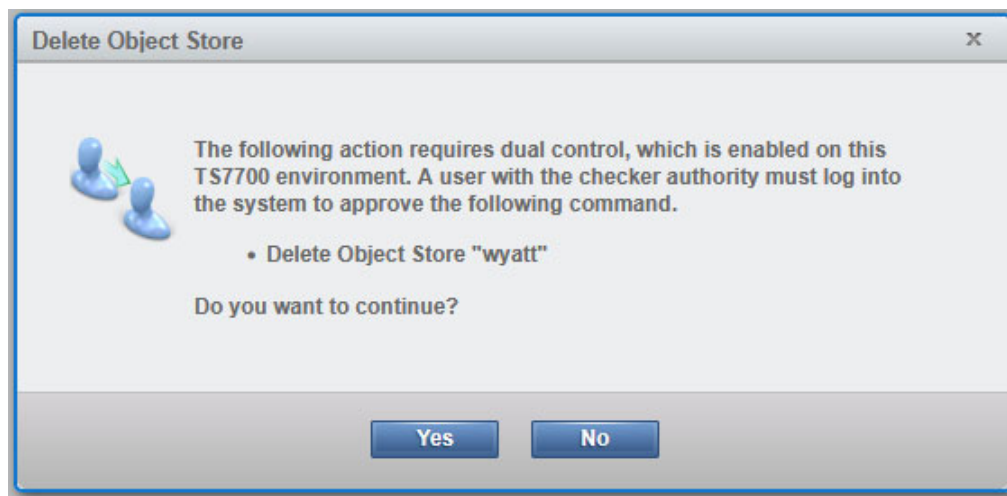 Delete Object Store
x
The following action requires dual control, which is enabled on this
TS7700 environment. A user with the checker authority must log into
the system to approve the following command.
• Delete Object Store "wyatt"
Do you want to continue?
Yes No